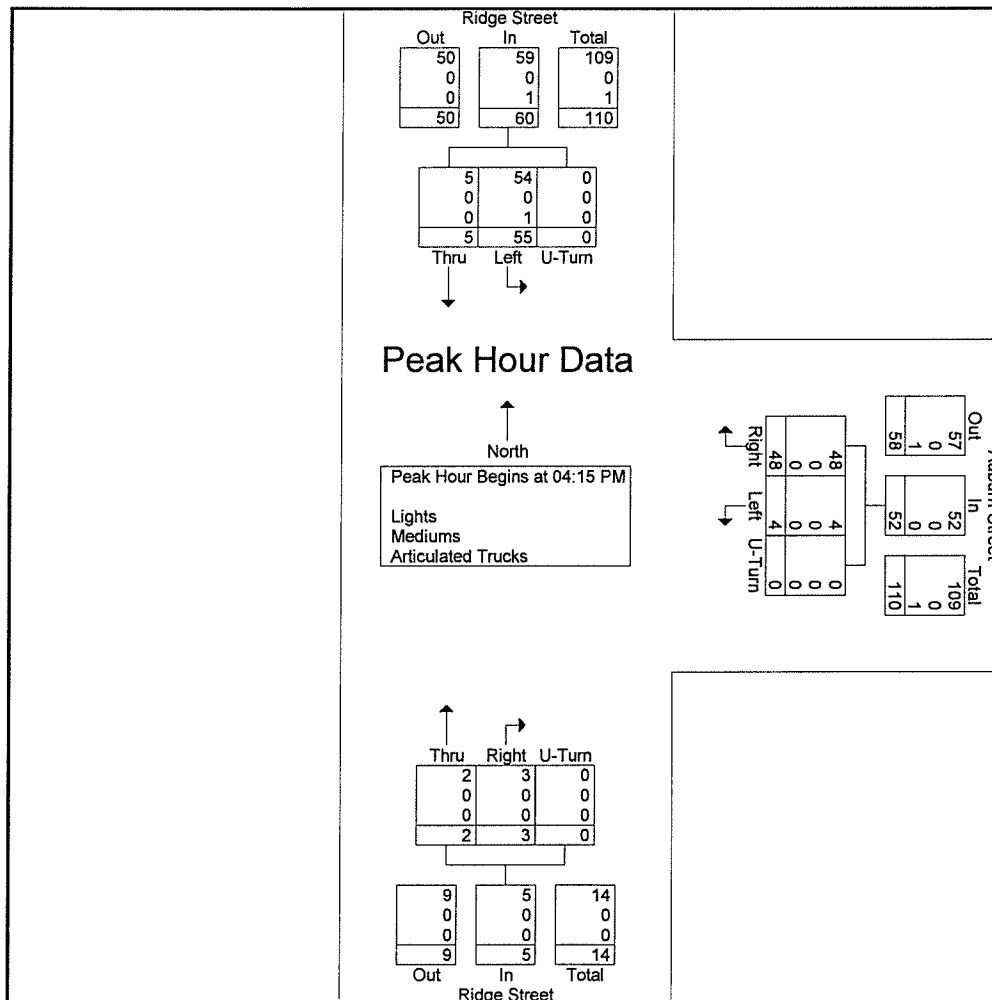 Ridge Street
Out In Total
50 59 109
0 0 0
0 1 1
50 60 110
5 54 0
0 0 0
0 1 0
5 55 0
Thru Left U-Turn
Peak Hour Data
North
Peak Hour Begins at 04:15 PM
Lights
Mediums
Articulated Trucks
Out In Total
57 52 109
0 0 0
1 0 1
58 52 110
48 4 0
0 0 0
0 0 0
48 4 0
Right Left U-Turn
Thru Right U-Turn
2 3 0
0 0 0
0 0 0
2 3 0
9 5 14
0 0 0
0 0 0
9 5 14
Out In Total
Ridge Street